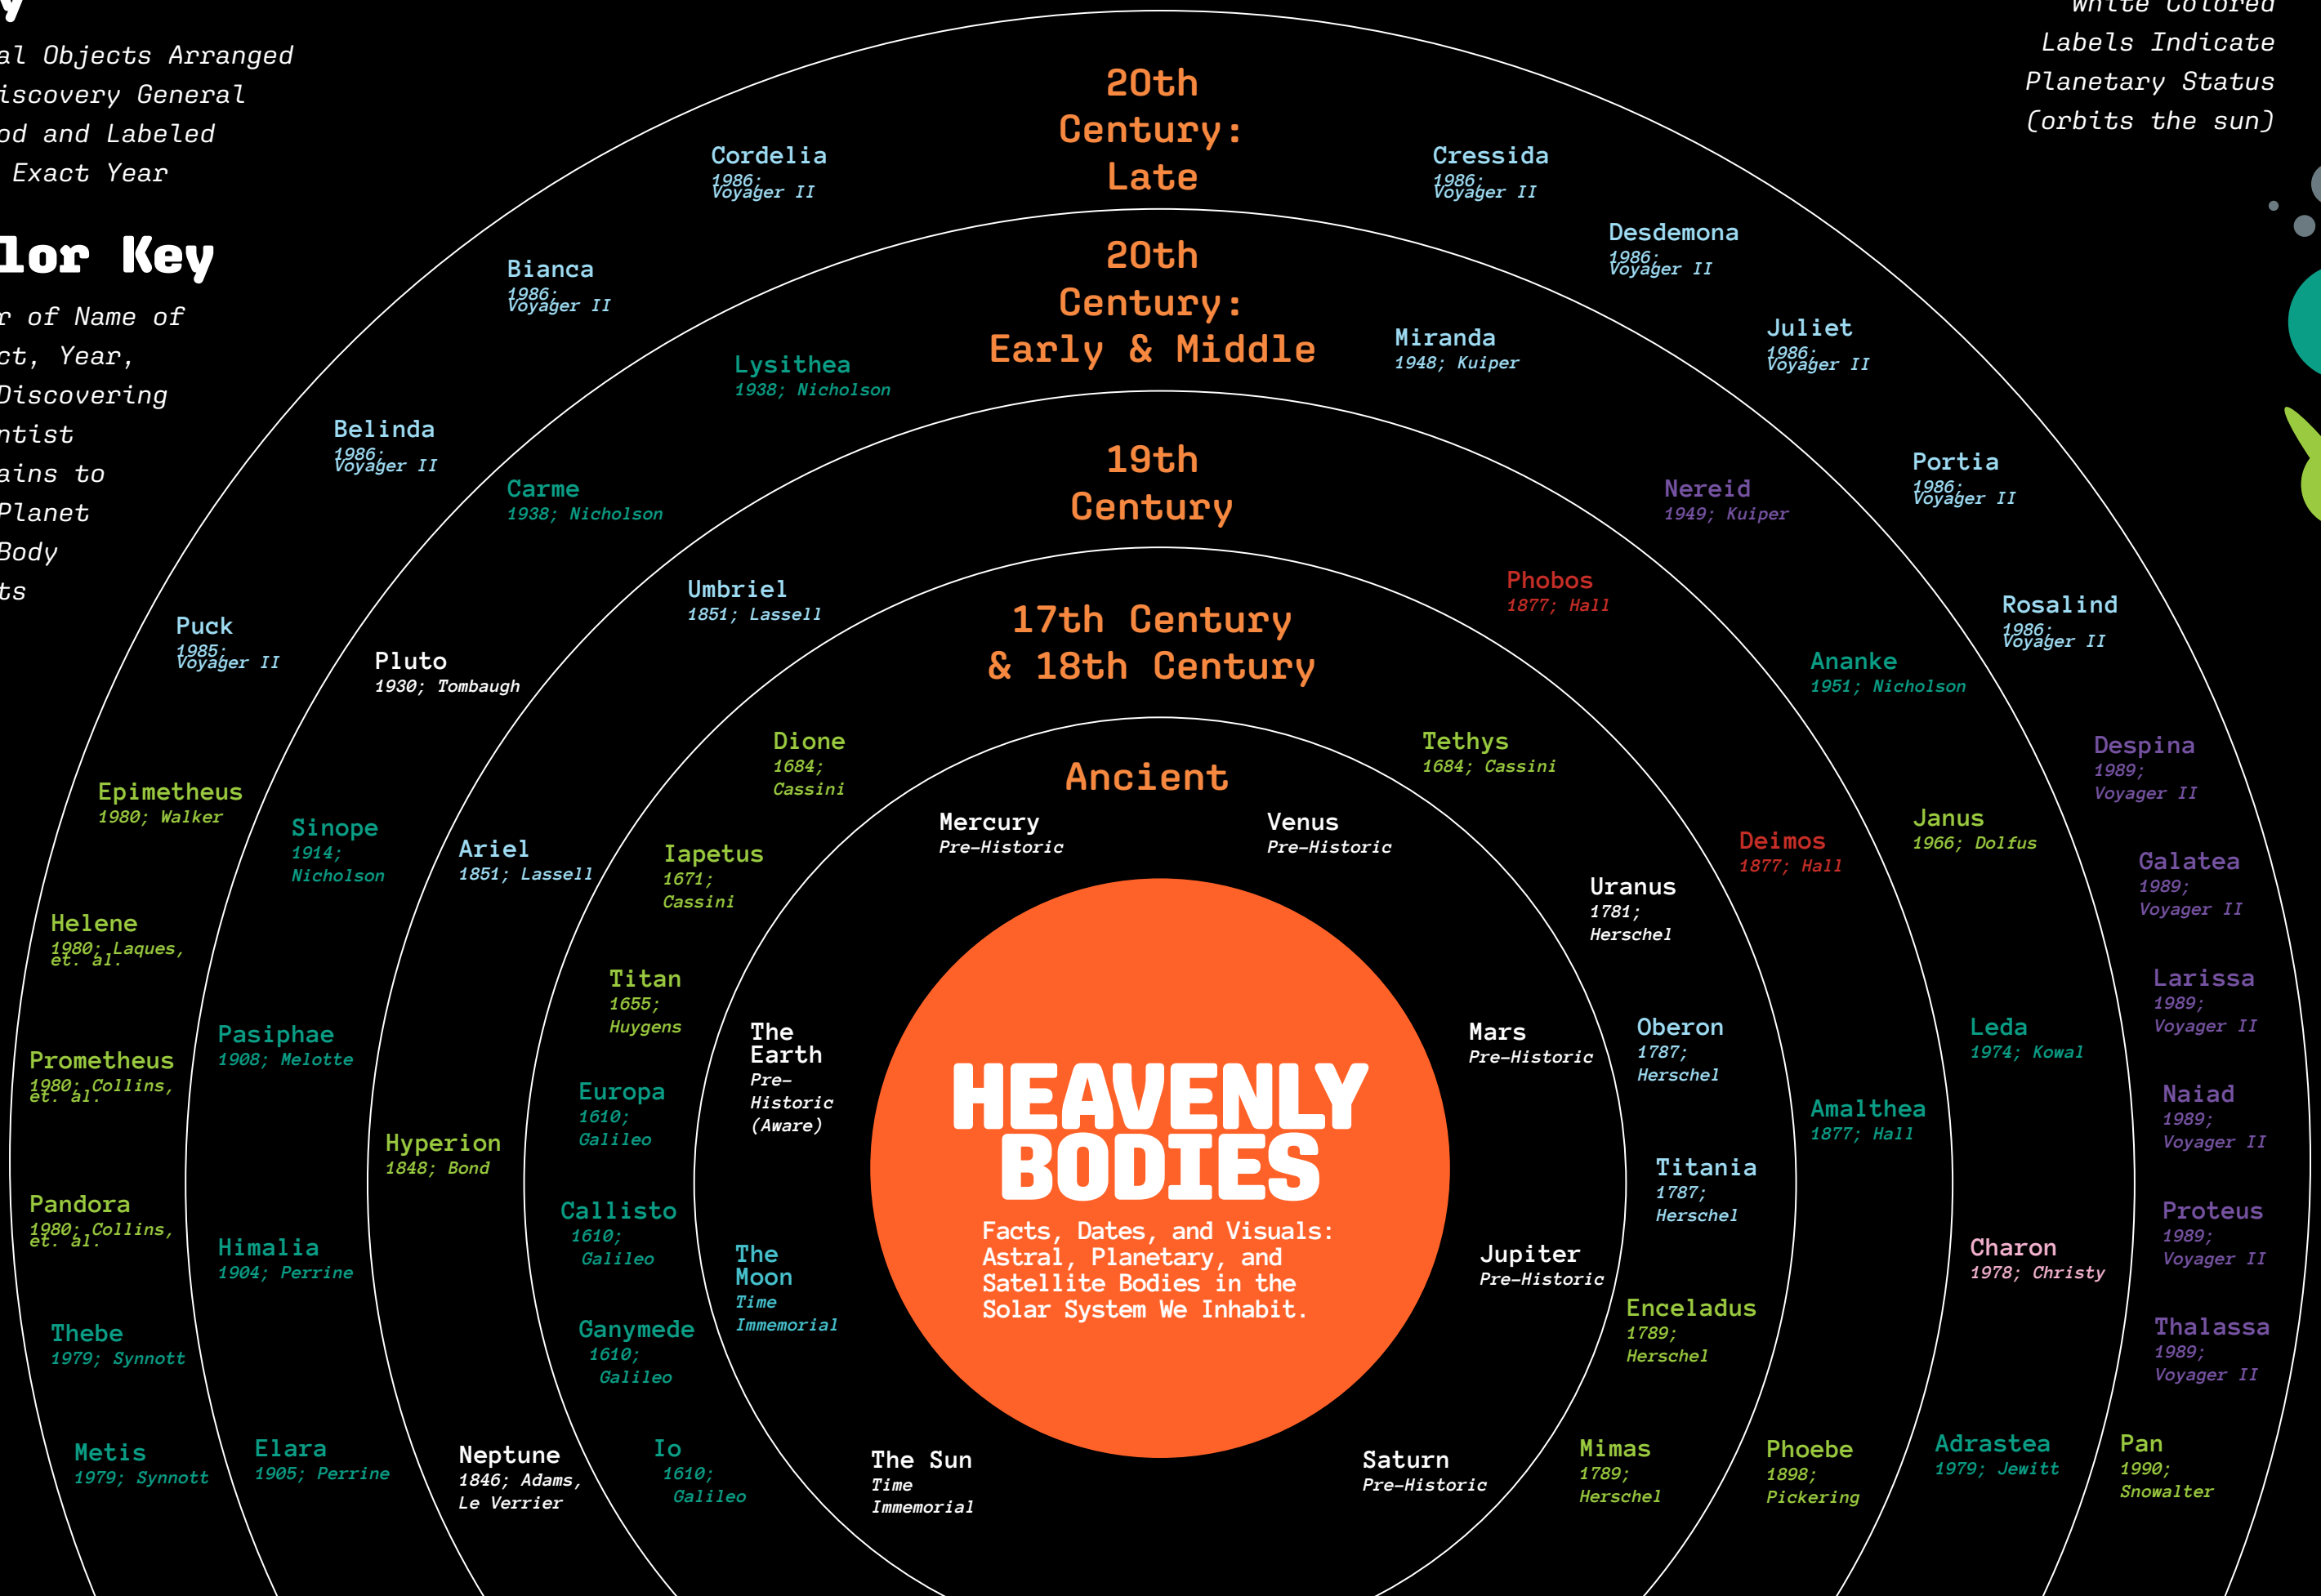 y
al Objects Arranged
iscovery General
od and Labeled
Exact Year
lor Key
r of Name of
ct, Year,
Discovering
ntist
ains to
Planet
Body
ts
White Colored
Labels Indicate
Planetary Status
(orbits the sun)
20th
Century:
Late
Cordelia
1986;
Voyager II
Cressida
1986;
Voyager II
Desdemona
1986;
Voyager II
Bianca
1986;
Voyager II
Juliet
1986;
Voyager II
Belinda
1986;
Voyager II
Portia
1986;
Voyager II
Puck
1985;
Voyager II
Rosalind
1986;
Voyager II
Epimetheus
1980; Walker
Despina
1989;
Voyager II
Helene
1980; Laques,
et. al.
Galatea
1989;
Voyager II
Prometheus
1980; Collins,
et. al.
Larissa
1989;
Voyager II
Pandora
1980; Collins,
et. al.
Naiad
1989;
Voyager II
Thebe
1979; Synnott
Proteus
1989;
Voyager II
Metis
1979; Synnott
Thalassa
1989;
Voyager II
Pan
1990;
Snowalter
20th
Century:
Early & Middle
Lysithea
1938; Nicholson
Miranda
1948; Kuiper
Carme
1938; Nicholson
Nereid
1949; Kuiper
Pluto
1930; Tombaugh
Ananke
1951; Nicholson
Sinope
1914;
Nicholson
Janus
1966; Dolfus
Pasiphae
1908; Melotte
Leda
1974; Kowal
Himalia
1904; Perrine
Charon
1978; Christy
Elara
1905; Perrine
Adrastea
1979; Jewitt
19th
Century
Umbriel
1851; Lassell
Phobos
1877; Hall
Ariel
1851; Lassell
Deimos
1877; Hall
Hyperion
1848; Bond
Amalthea
1877; Hall
Neptune
1846; Adams,
Le Verrier
Phoebe
1898;
Pickering
17th Century
& 18th Century
Dione
1684;
Cassini
Tethys
1684; Cassini
Iapetus
1671;
Cassini
Uranus
1781;
Herschel
Titan
1655;
Huygens
Oberon
1787;
Herschel
Europa
1610;
Galileo
Titania
1787;
Herschel
Callisto
1610;
Galileo
Enceladus
1789;
Herschel
Ganymede
1610;
Galileo
Mimas
1789;
Herschel
Io
1610;
Galileo
Ancient
Mercury
Pre-Historic
Venus
Pre-Historic
The
Earth
Pre-
Historic
(Aware)
Mars
Pre-Historic
The
Moon
Time
Immemorial
Jupiter
Pre-Historic
The Sun
Time
Immemorial
Saturn
Pre-Historic
HEAVENLY
BODIES
Facts, Dates, and Visuals:
Astral, Planetary, and
Satellite Bodies in the
Solar System We Inhabit.